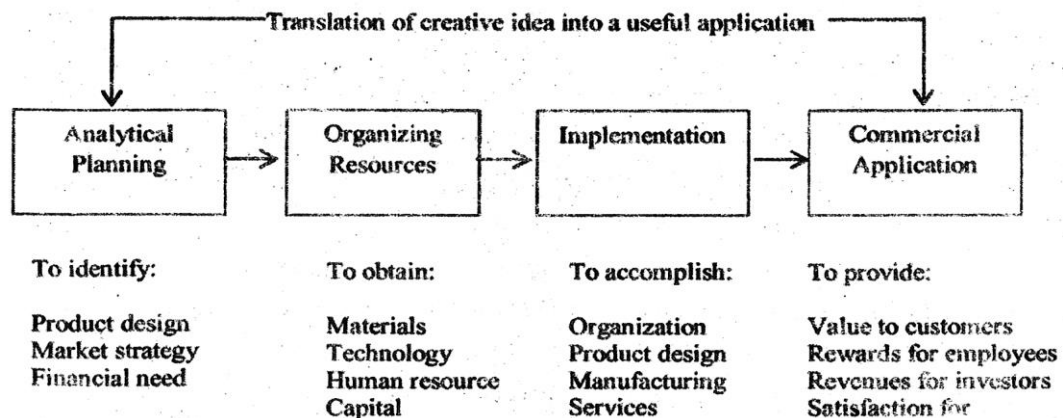 Translation of creative idea into a useful application
Analytical
Planning
Organizing
Resources
Implementation
Commercial
Application
To identify:
Product design
Market strategy
Financial need
To obtain:
Materials
Technology
Human resource
Capital
To accomplish:
Organization
Product design
Manufacturing
Services
To provide:
Value to customers
Rewards for employees
Revenues for investors
Satisfaction for